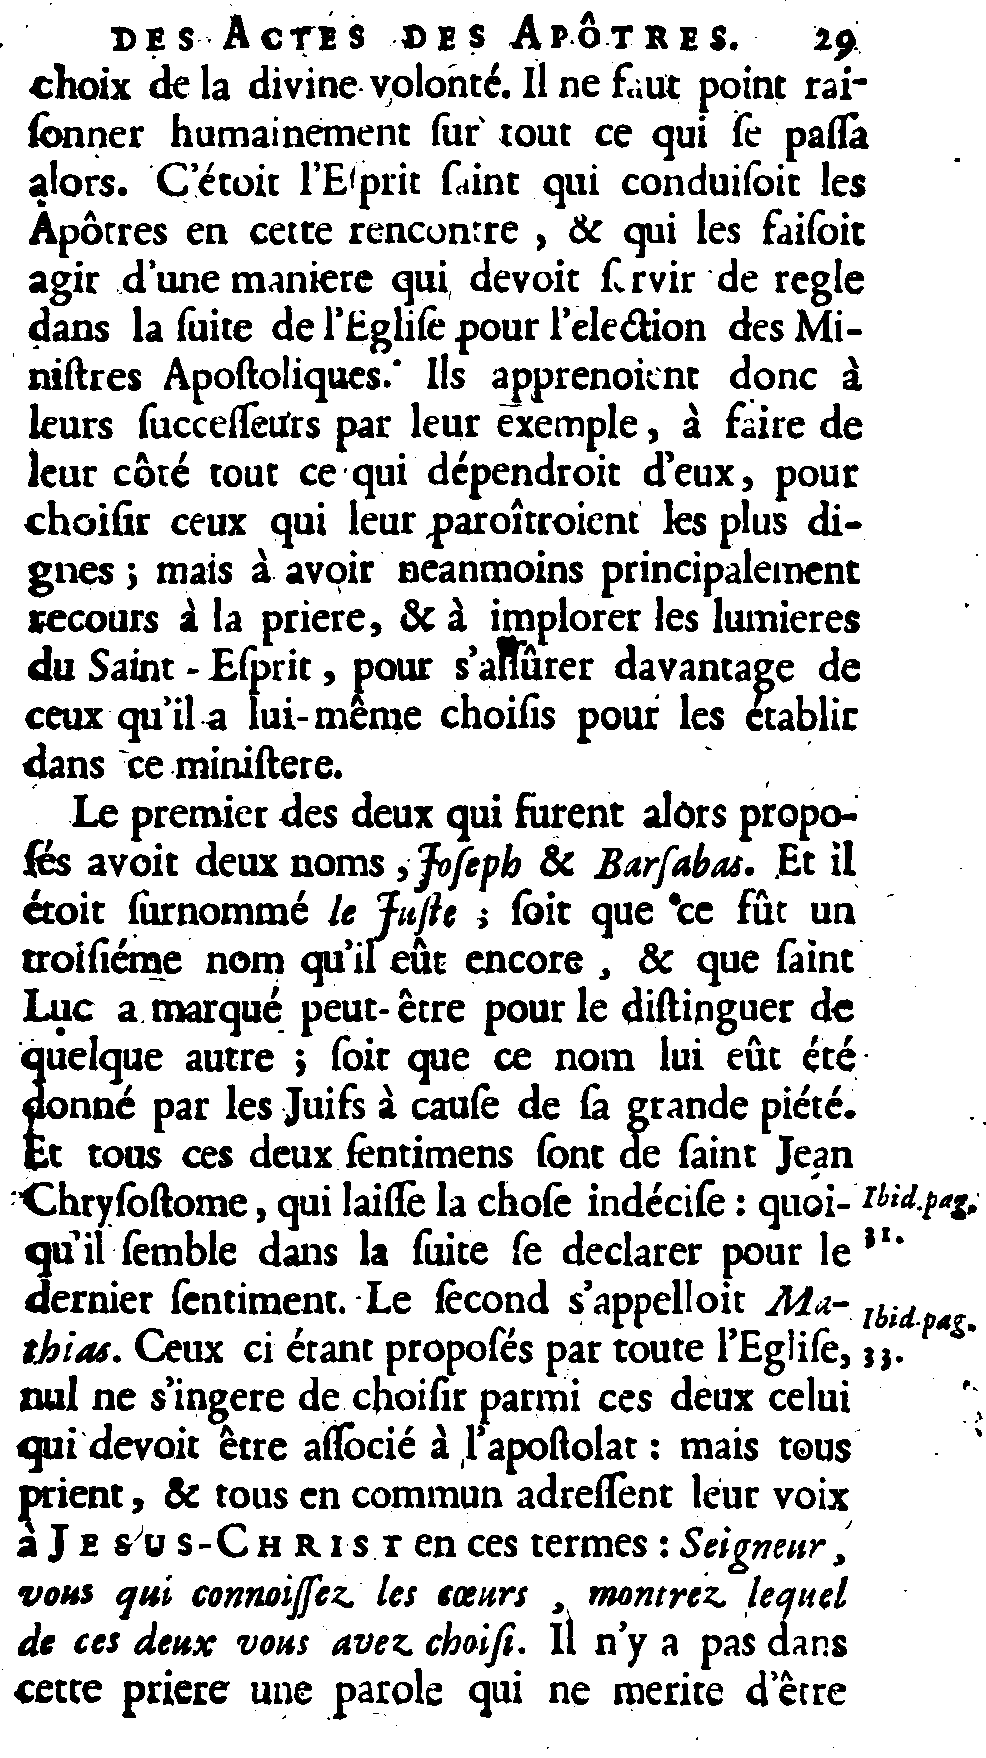 DES ACTES DES APÔTRES. 29
choix de la divine volonté. Il ne faut point rai-
ſonner humainement ſur tout ce qui ſe paſſa
alors. C'étoit l'Eſprit ſaint qui conduiſoit les
Apôtres en cette rencontre, & qui les faiſoit
agir d'une maniere qui devoit ſervir de regle
dans la ſuite de l'Egliſe pour l'election des Mi-
niſtres Apoſtoliques. Ils apprenoient donc à
leurs ſucceſſeurs par leur exemple, à faire de
leur côté tout ce qui dépendroit d'eux, pour
choiſir ceux qui leur paroîtroient les plus di-
gnes ; mais à avoir neanmoins principalement
recours à la priere, & à implorer les lumieres
du Saint-Eſprit, pour s'aſſûrer davantage de
ceux qu'il a lui-même choiſis pour les établir
dans ce miniſtere.
Le premier des deux qui furent alors propo-
ſés avoit deux noms, Joſeph & Barſabas. Et il
étoit ſurnommé le Juſte ; ſoit que ce fût un
troiſiéme nom qu'il eût encore, & que ſaint
Luc a marqué peut-être pour le diſtinguer de
quelque autre ; ſoit que ce nom lui eût été
donné par les Juifs à cauſe de ſa grande piété.
Et tous ces deux ſentimens ſont de ſaint Jean
Chryſoſtome, qui laiſſe la choſe indéciſe : quoi- Ibid. pag.
qu'il ſemble dans la ſuite ſe declarer pour le 31.
dernier ſentiment. Le ſecond s'appelloit Ma- Ibid. pag.
thias. Ceux ci étant propoſés par toute l'Egliſe, 33.
nul ne s'ingere de choiſir parmi ces deux celui
qui devoit être aſſocié à l'apoſtolat : mais tous
prient, & tous en commun adreſſent leur voix
à JESUS-CHRIST en ces termes : Seigneur,
vous qui connoiſſez les cœurs, montrez lequel
de ces deux vous avez choiſi. Il n'y a pas dans
cette priere une parole qui ne merite d'être